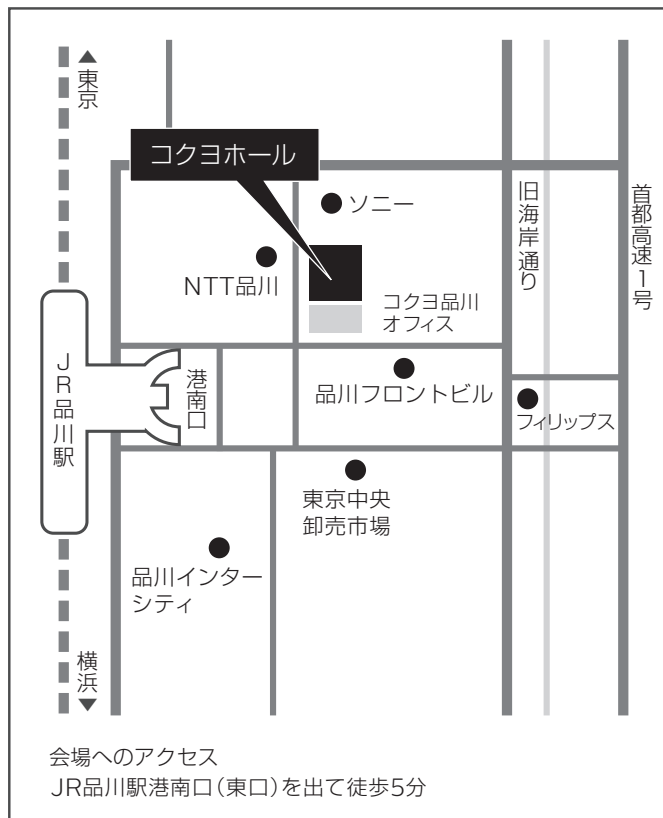 ▲東京
コクヨホール
ソニー
旧海岸通り
首都高速1号
NTT品川
コクヨ品川
オフィス
JR品川駅
港南口
品川フロントビル
フィリップス
東京中央
卸売市場
品川インター
シティ
横浜▼
会場へのアクセス
JR品川駅港南口(東口)を出て徒歩5分